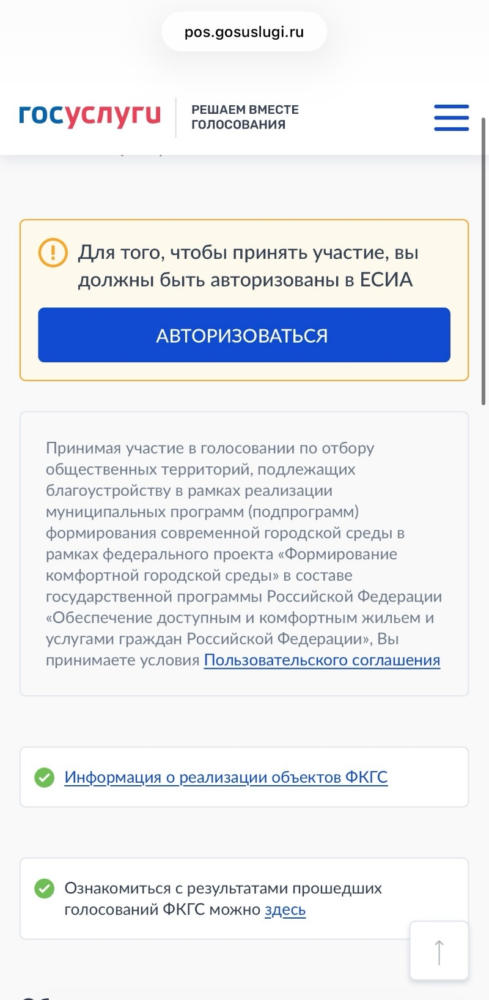 pos.gosuslugi.ru
госуслуги
РЕШАЕМ ВМЕСТЕ
ГОЛОСОВАНИЯ
Для того, чтобы принять участие, вы
должны быть авторизованы в ЕСИА
АВТОРИЗОВАТЬСЯ
Принимая участие в голосовании по отбору
общественных территорий, подлежащих
благоустройству в рамках реализации
муниципальных программ (подпрограмм)
формирования современной городской среды в
рамках федерального проекта «Формирование
комфортной городской среды» в составе
государственной программы Российской Федерации
«Обеспечение доступным и комфортным жильем и
услугами граждан Российской Федерации», Вы
принимаете условия Пользовательского соглашения
Информация о реализации объектов ФКГС
Ознакомиться с результатами прошедших
голосований ФКГС можно здесь